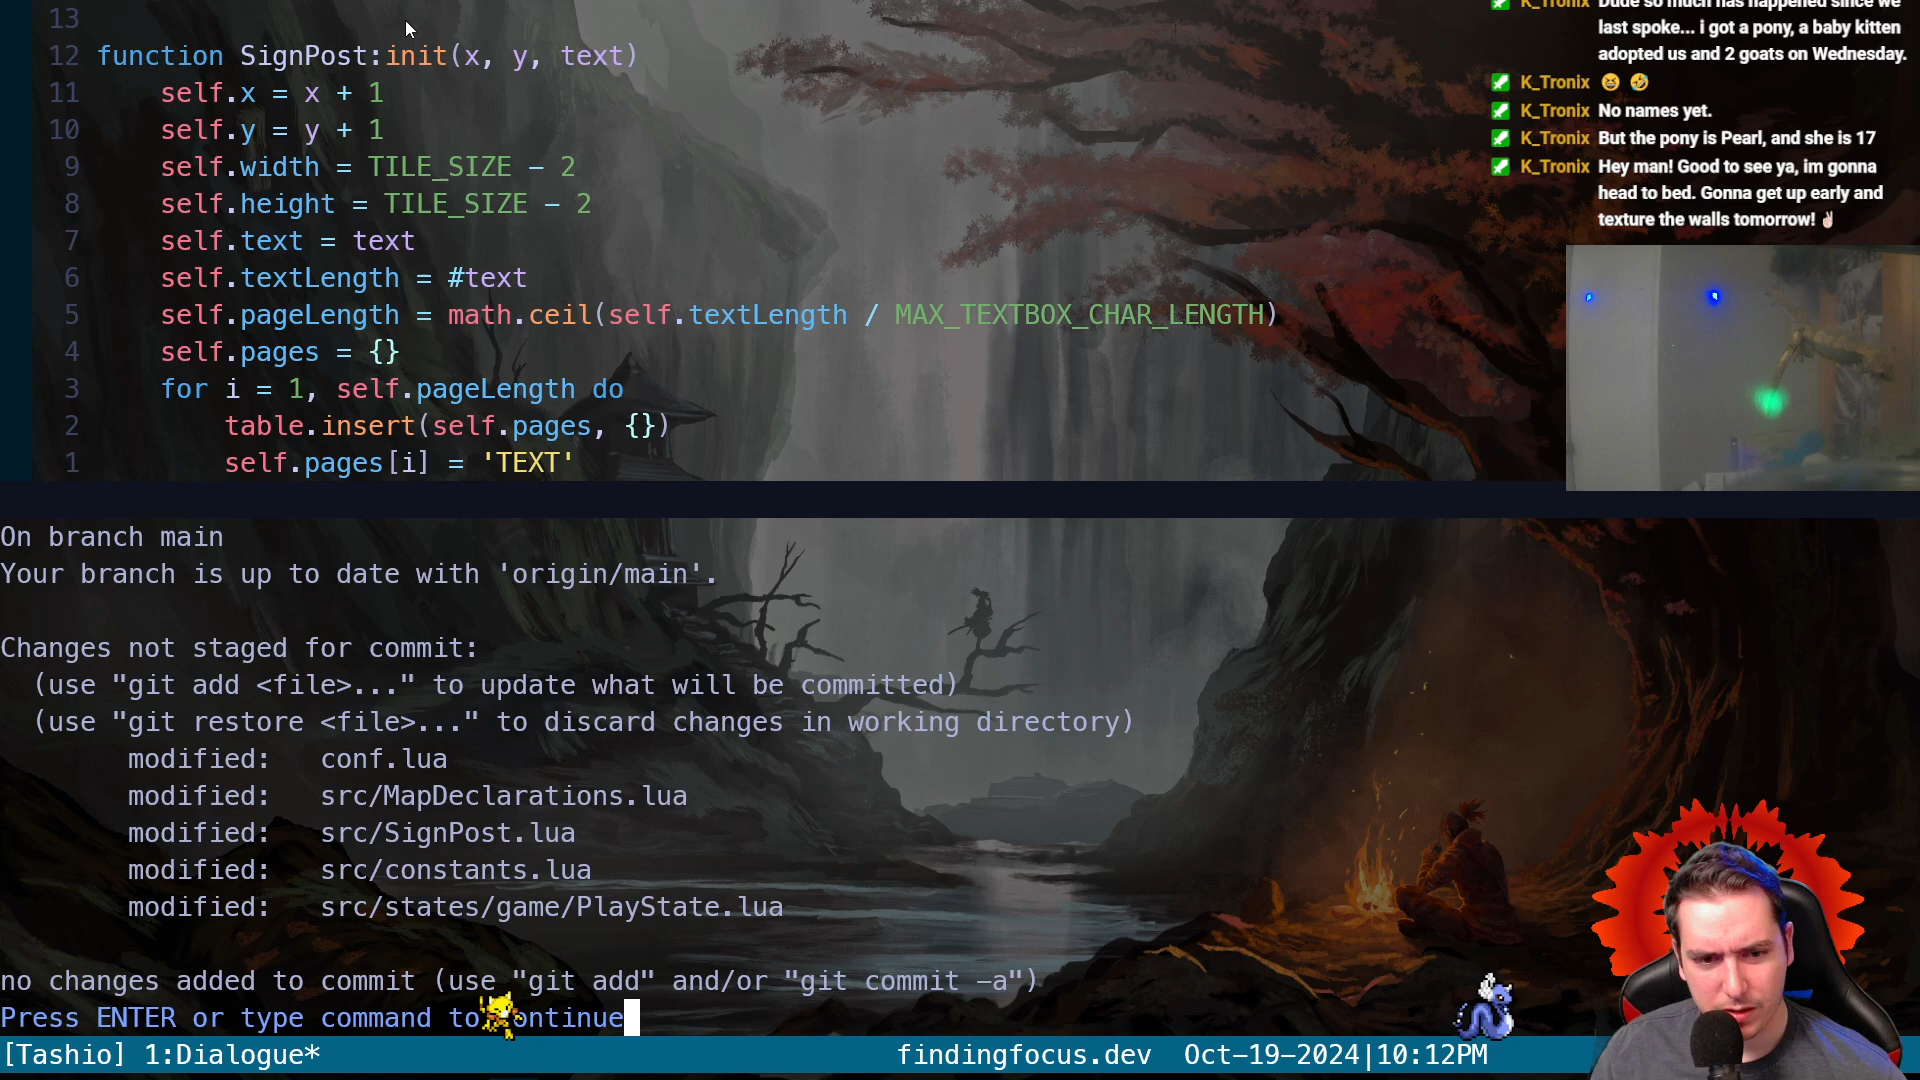 13
12 function SignPost:init(x, y, text)
11     self.x = x + 1
10     self.y = y + 1
9     self.width = TILE_SIZE - 2
8     self.height = TILE_SIZE - 2
7     self.text = text
6     self.textLength = #text
5     self.pageLength = math.ceil(self.textLength / MAX_TEXTBOX_CHAR_LENGTH)
4     self.pages = {}
3     for i = 1, self.pageLength do
2         table.insert(self.pages, {})
1         self.pages[i] = 'TEXT'
K_Tronix Dude so much has happened since we
last spoke... i got a pony, a baby kitten
adopted us and 2 goats on Wednesday.
K_Tronix 😆 🤣
K_Tronix No names yet.
K_Tronix But the pony is Pearl, and she is 17
K_Tronix Hey man! Good to see ya, im gonna
head to bed. Gonna get up early and
texture the walls tomorrow! ✌🏻
On branch main
Your branch is up to date with 'origin/main'.
Changes not staged for commit:
  (use "git add <file>..." to update what will be committed)
  (use "git restore <file>..." to discard changes in working directory)
        modified:   conf.lua
        modified:   src/MapDeclarations.lua
        modified:   src/SignPost.lua
        modified:   src/constants.lua
        modified:   src/states/game/PlayState.lua
no changes added to commit (use "git add" and/or "git commit -a")
Press ENTER or type command to continue
[Tashio] 1:Dialogue* findingfocus.dev Oct-19-2024|10:12PM